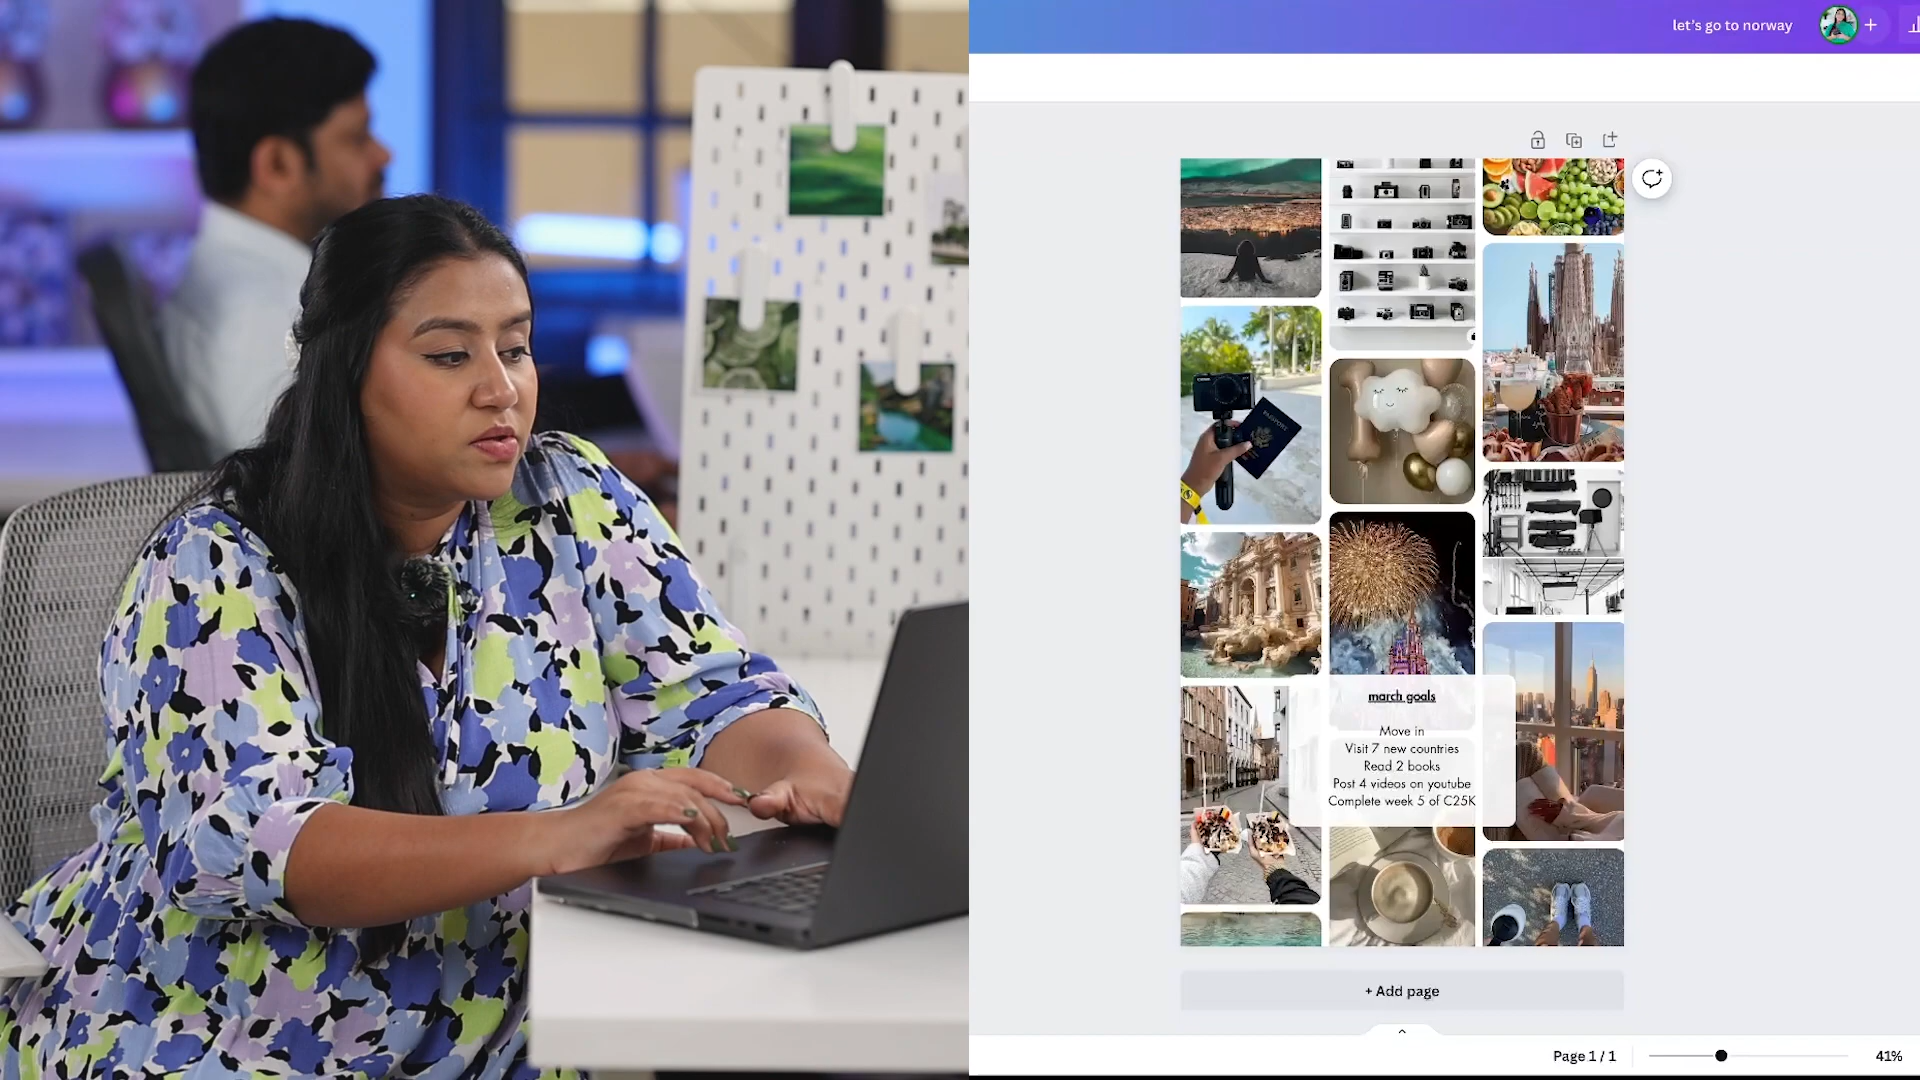 let's go to norway
PASSPORT
march goals
Move in
Visit 7 new countries
Read 2 books
Post 4 videos on youtube
Complete week 5 of C25K
+ Add page
Page 1 / 1
41%